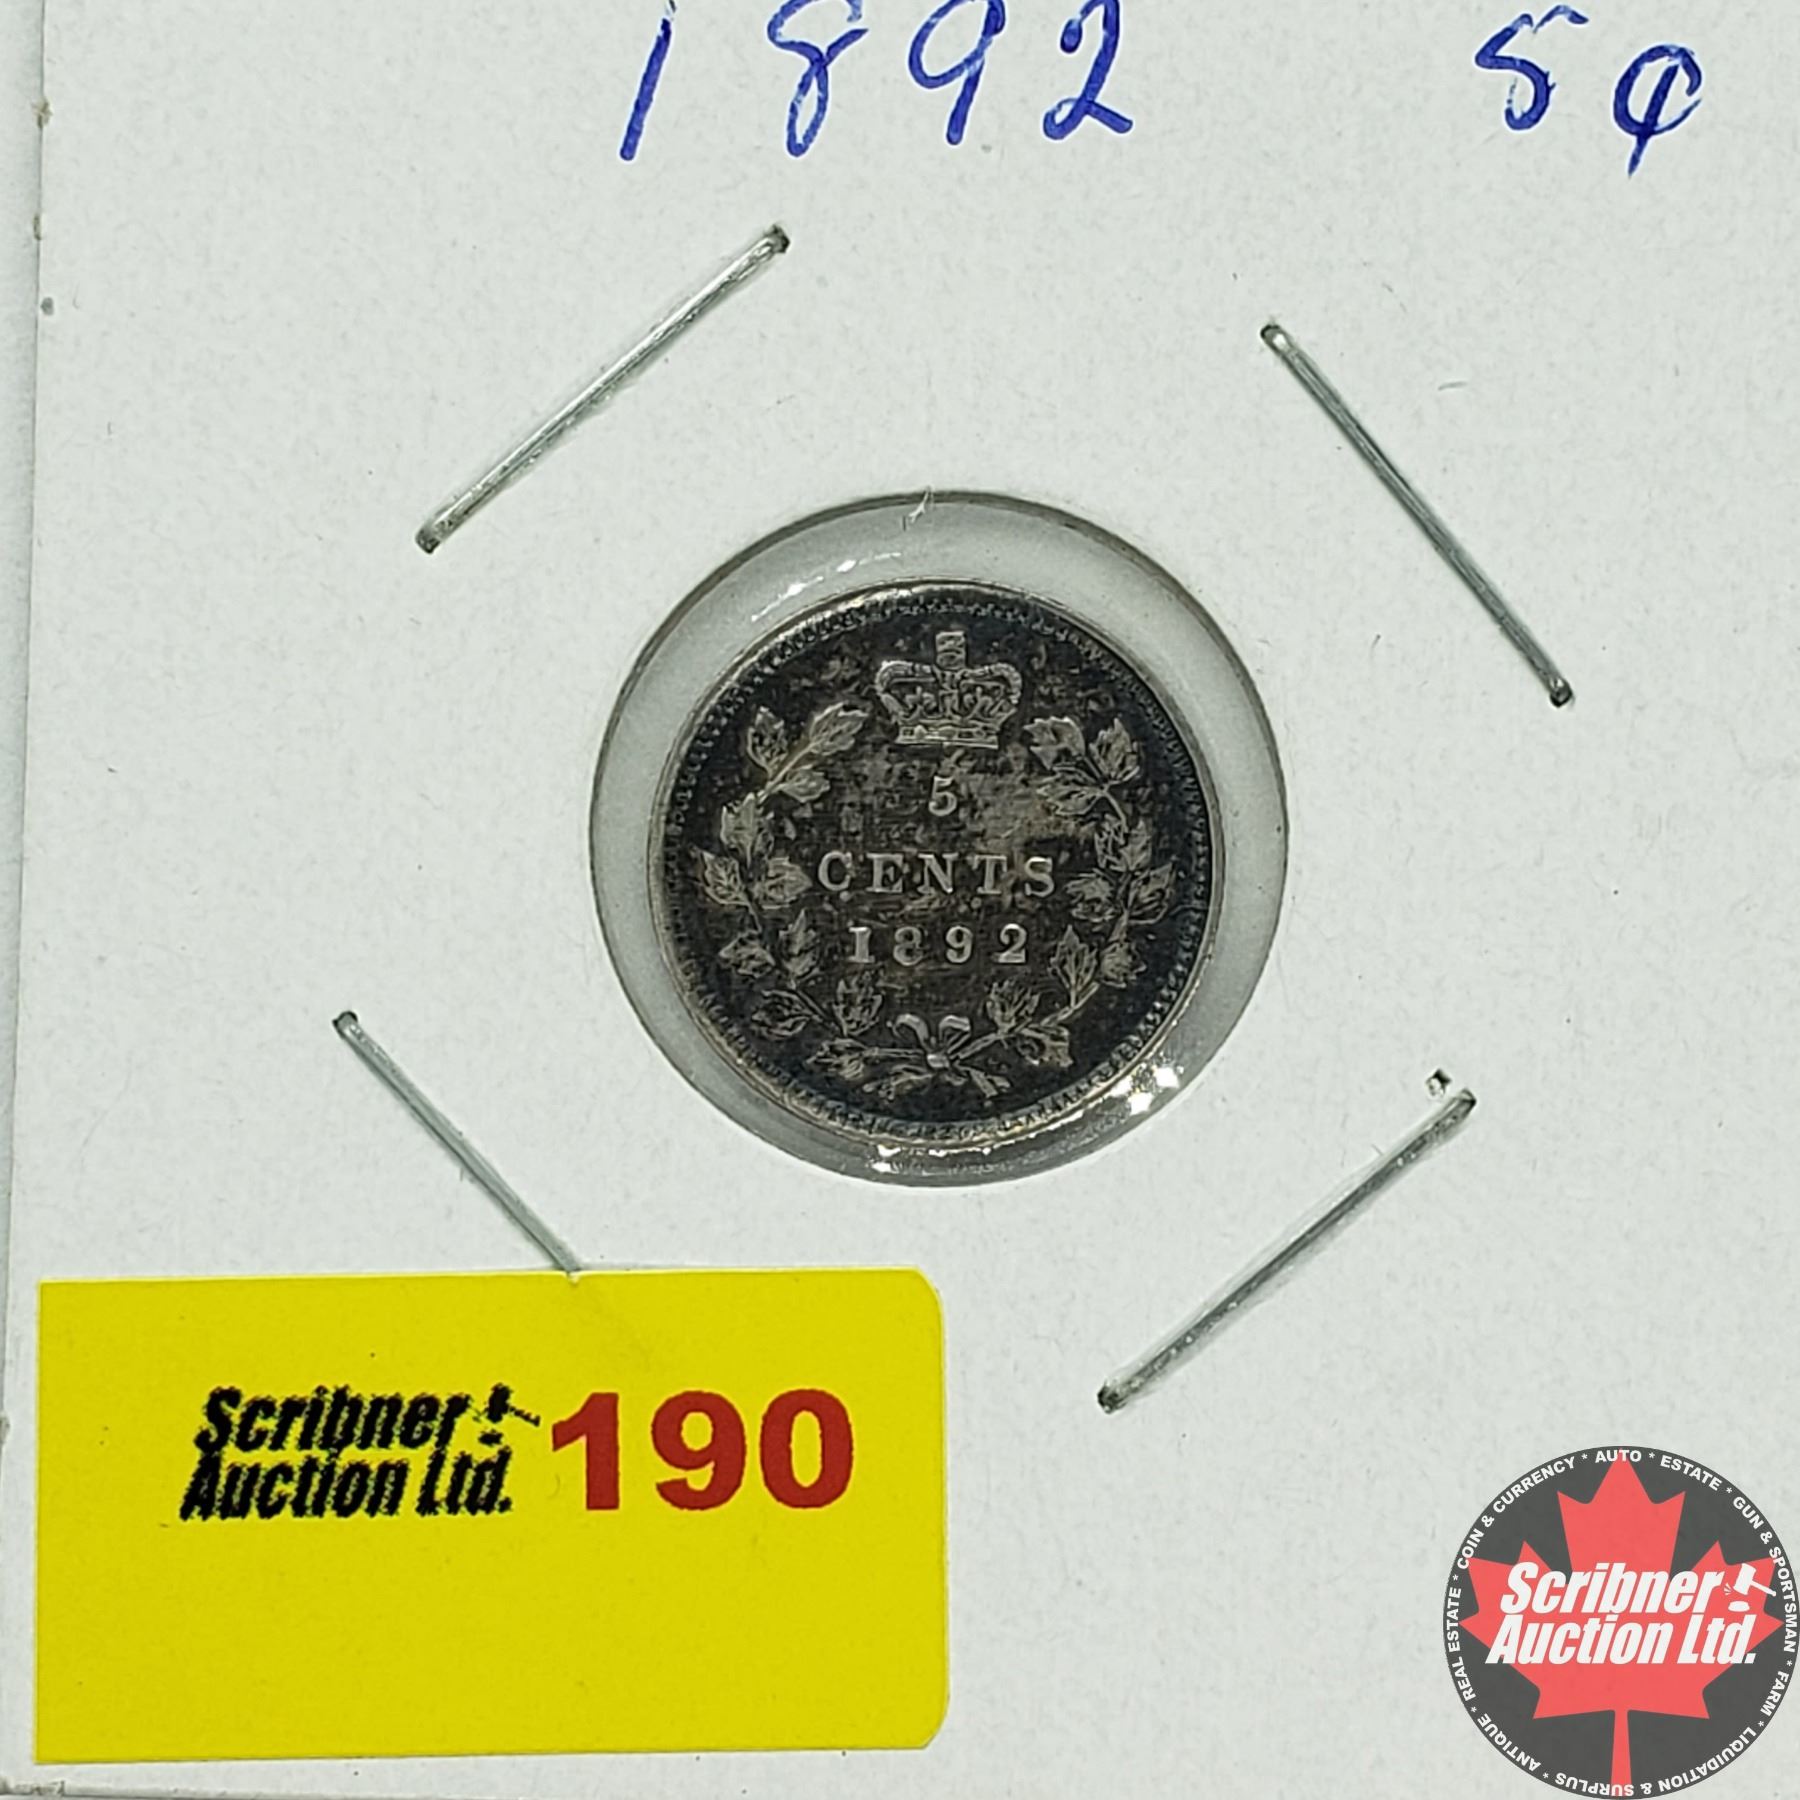 1892 5¢
5
CENTS
1892
Scribner
Auction Ltd.
190
* AUTO * ESTATE * GUN & SPORTSMAN * FARM * LIQUIDATION & SURPLUS * ANTIQUE * REAL ESTATE * COIN & CURRENCY
Scribner
Auction Ltd.